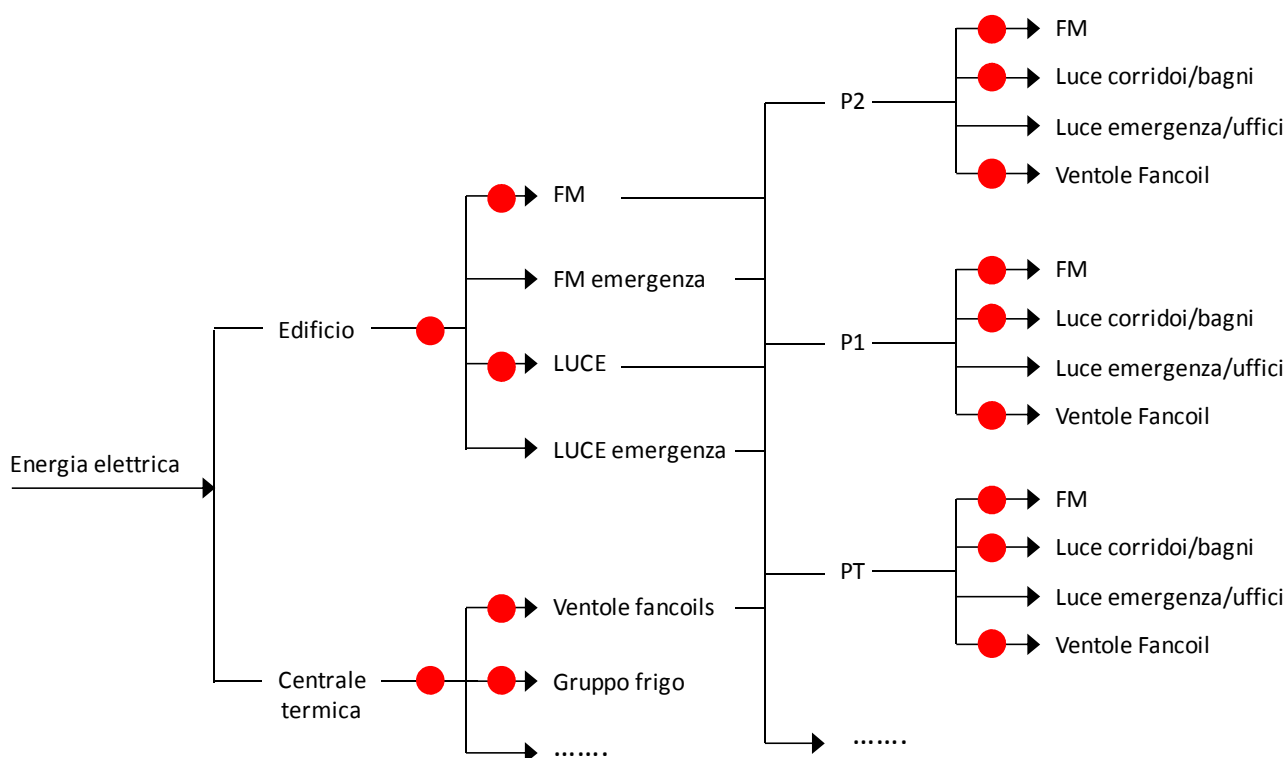 Energia elettrica
Edificio
Centrale
termica
FM
FM emergenza
LUCE
LUCE emergenza
Ventole fancoils
Gruppo frigo
…….
P2
P1
PT
…….
FM
Luce corridoi/bagni
Luce emergenza/uffici
Ventole Fancoil
FM
Luce corridoi/bagni
Luce emergenza/uffici
Ventole Fancoil
FM
Luce corridoi/bagni
Luce emergenza/uffici
Ventole Fancoil